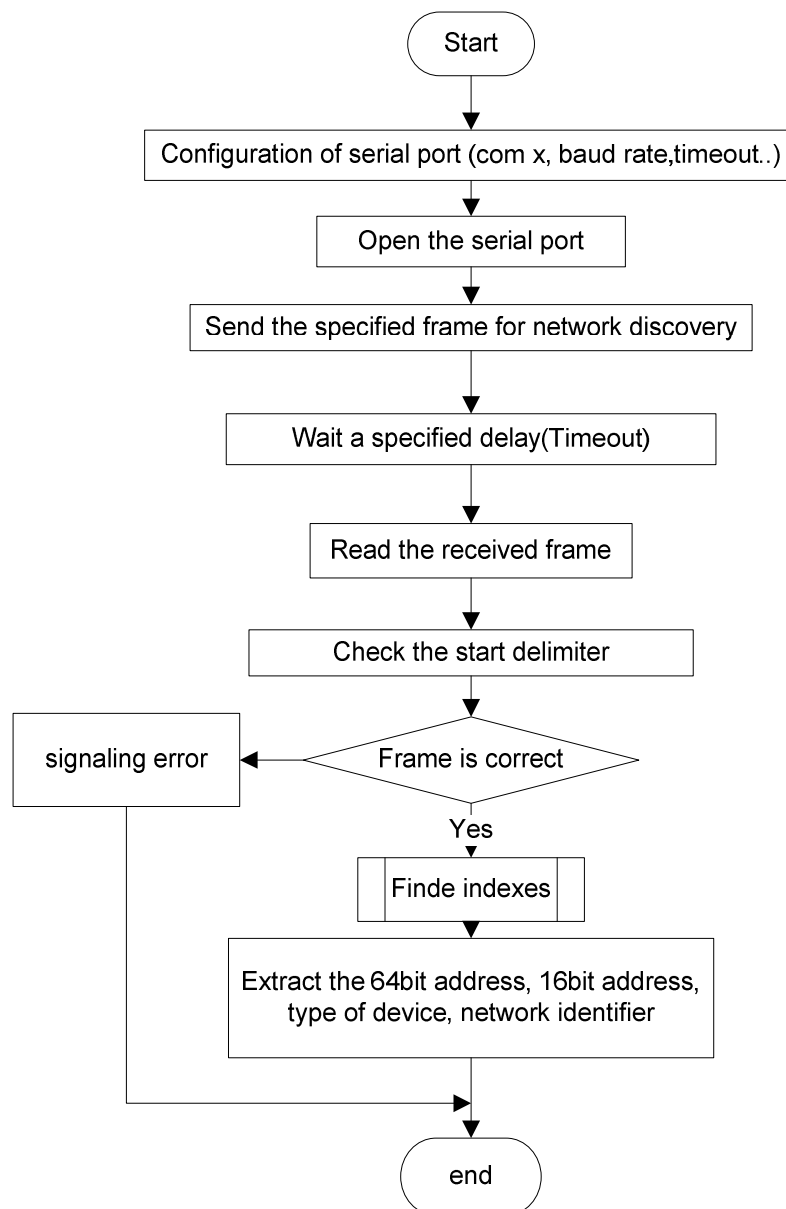 Start
Configuration of serial port (com x, baud rate,timeout..)
Open the serial port
Send the specified frame for network discovery
Wait a specified delay(Timeout)
Read the received frame
Check the start delimiter
signaling error
Frame is correct
Yes
Finde indexes
Extract the 64bit address, 16bit address,
type of device, network identifier
end